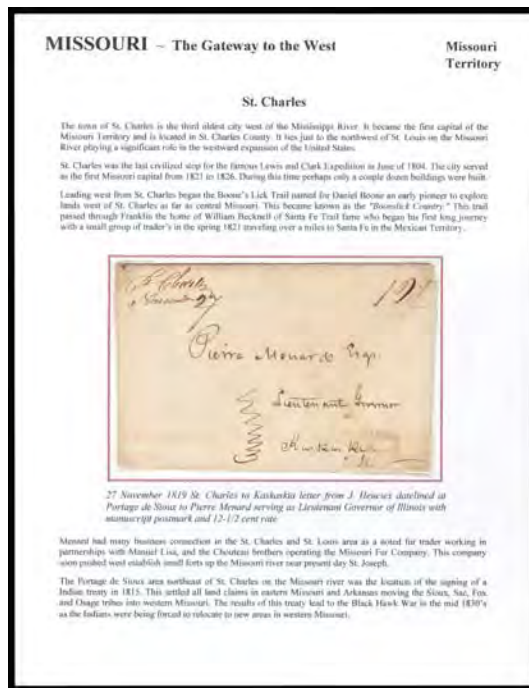 MISSOURI ~ The Gateway to the West
Missouri
Territory
St. Charles
The town of St. Charles is the third oldest city west of the Mississippi River. It became the first capital of the
Missouri Territory and is located in St. Charles County. It lies just to the northwest of St. Louis on the Missouri
River playing a significant role in the westward expansion of the United States.
St. Charles was the last civilized stop for the famous Lewis and Clark Expedition in June of 1804. The city served
as the first Missouri capital from 1821 to 1826. During this time perhaps only a couple dozen buildings were built.
Leading west from St. Charles began the Boone's Lick Trail named for Daniel Boone an early pioneer to explore
lands west of St. Charles as far as central Missouri. This became known as the "Boonslick Country." This trail
passed through Franklin the home of William Becknell of Santa Fe Trail fame who began his first long journey
with a small group of trader's in the spring 1821 traveling over a miles to Santa Fe in the Mexican Territory.
St Charles
November 27
12½
Pierre Menard Esqr.
Lieutenant Governor
Kaskaskia
27 November 1819 St. Charles to Kaskaskia letter from J. datelined at
Portage de Sioux to Pierre Menard serving as Lieutenant Governor of Illinois with
manuscript postmark and 12-1/2 cent rate
Menard had many business connection in the St. Charles and St. Louis area as a noted fur trader working in
partnerships with Manuel Lisa, and the Chouteau brothers operating the Missouri Fur Company. This company
soon pushed west establish small forts up the Missouri river near present day St. Joseph.
The Portage de Sioux area northeast of St. Charles on the Missouri river was the location of the signing of a
Indian treaty in 1815. This settled all land claims in eastern Missouri and Arkansas moving the Sioux, Sac, Fox
and Osage tribes into western Missouri. The results of this treaty lead to the Black Hawk War in the mid 1830's
as the Indians were being forced to relocate to new areas in western Missouri.